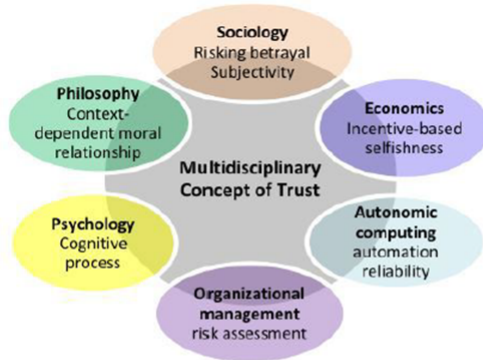 Sociology
Risking betrayal
Subjectivity
Philosophy
Context-
dependent moral
relationship
Economics
Incentive-based
selfishness
Multidisciplinary
Concept of Trust
Psychology
Cognitive
process
Autonomic
computing
automation
reliability
Organizational
management
risk assessment